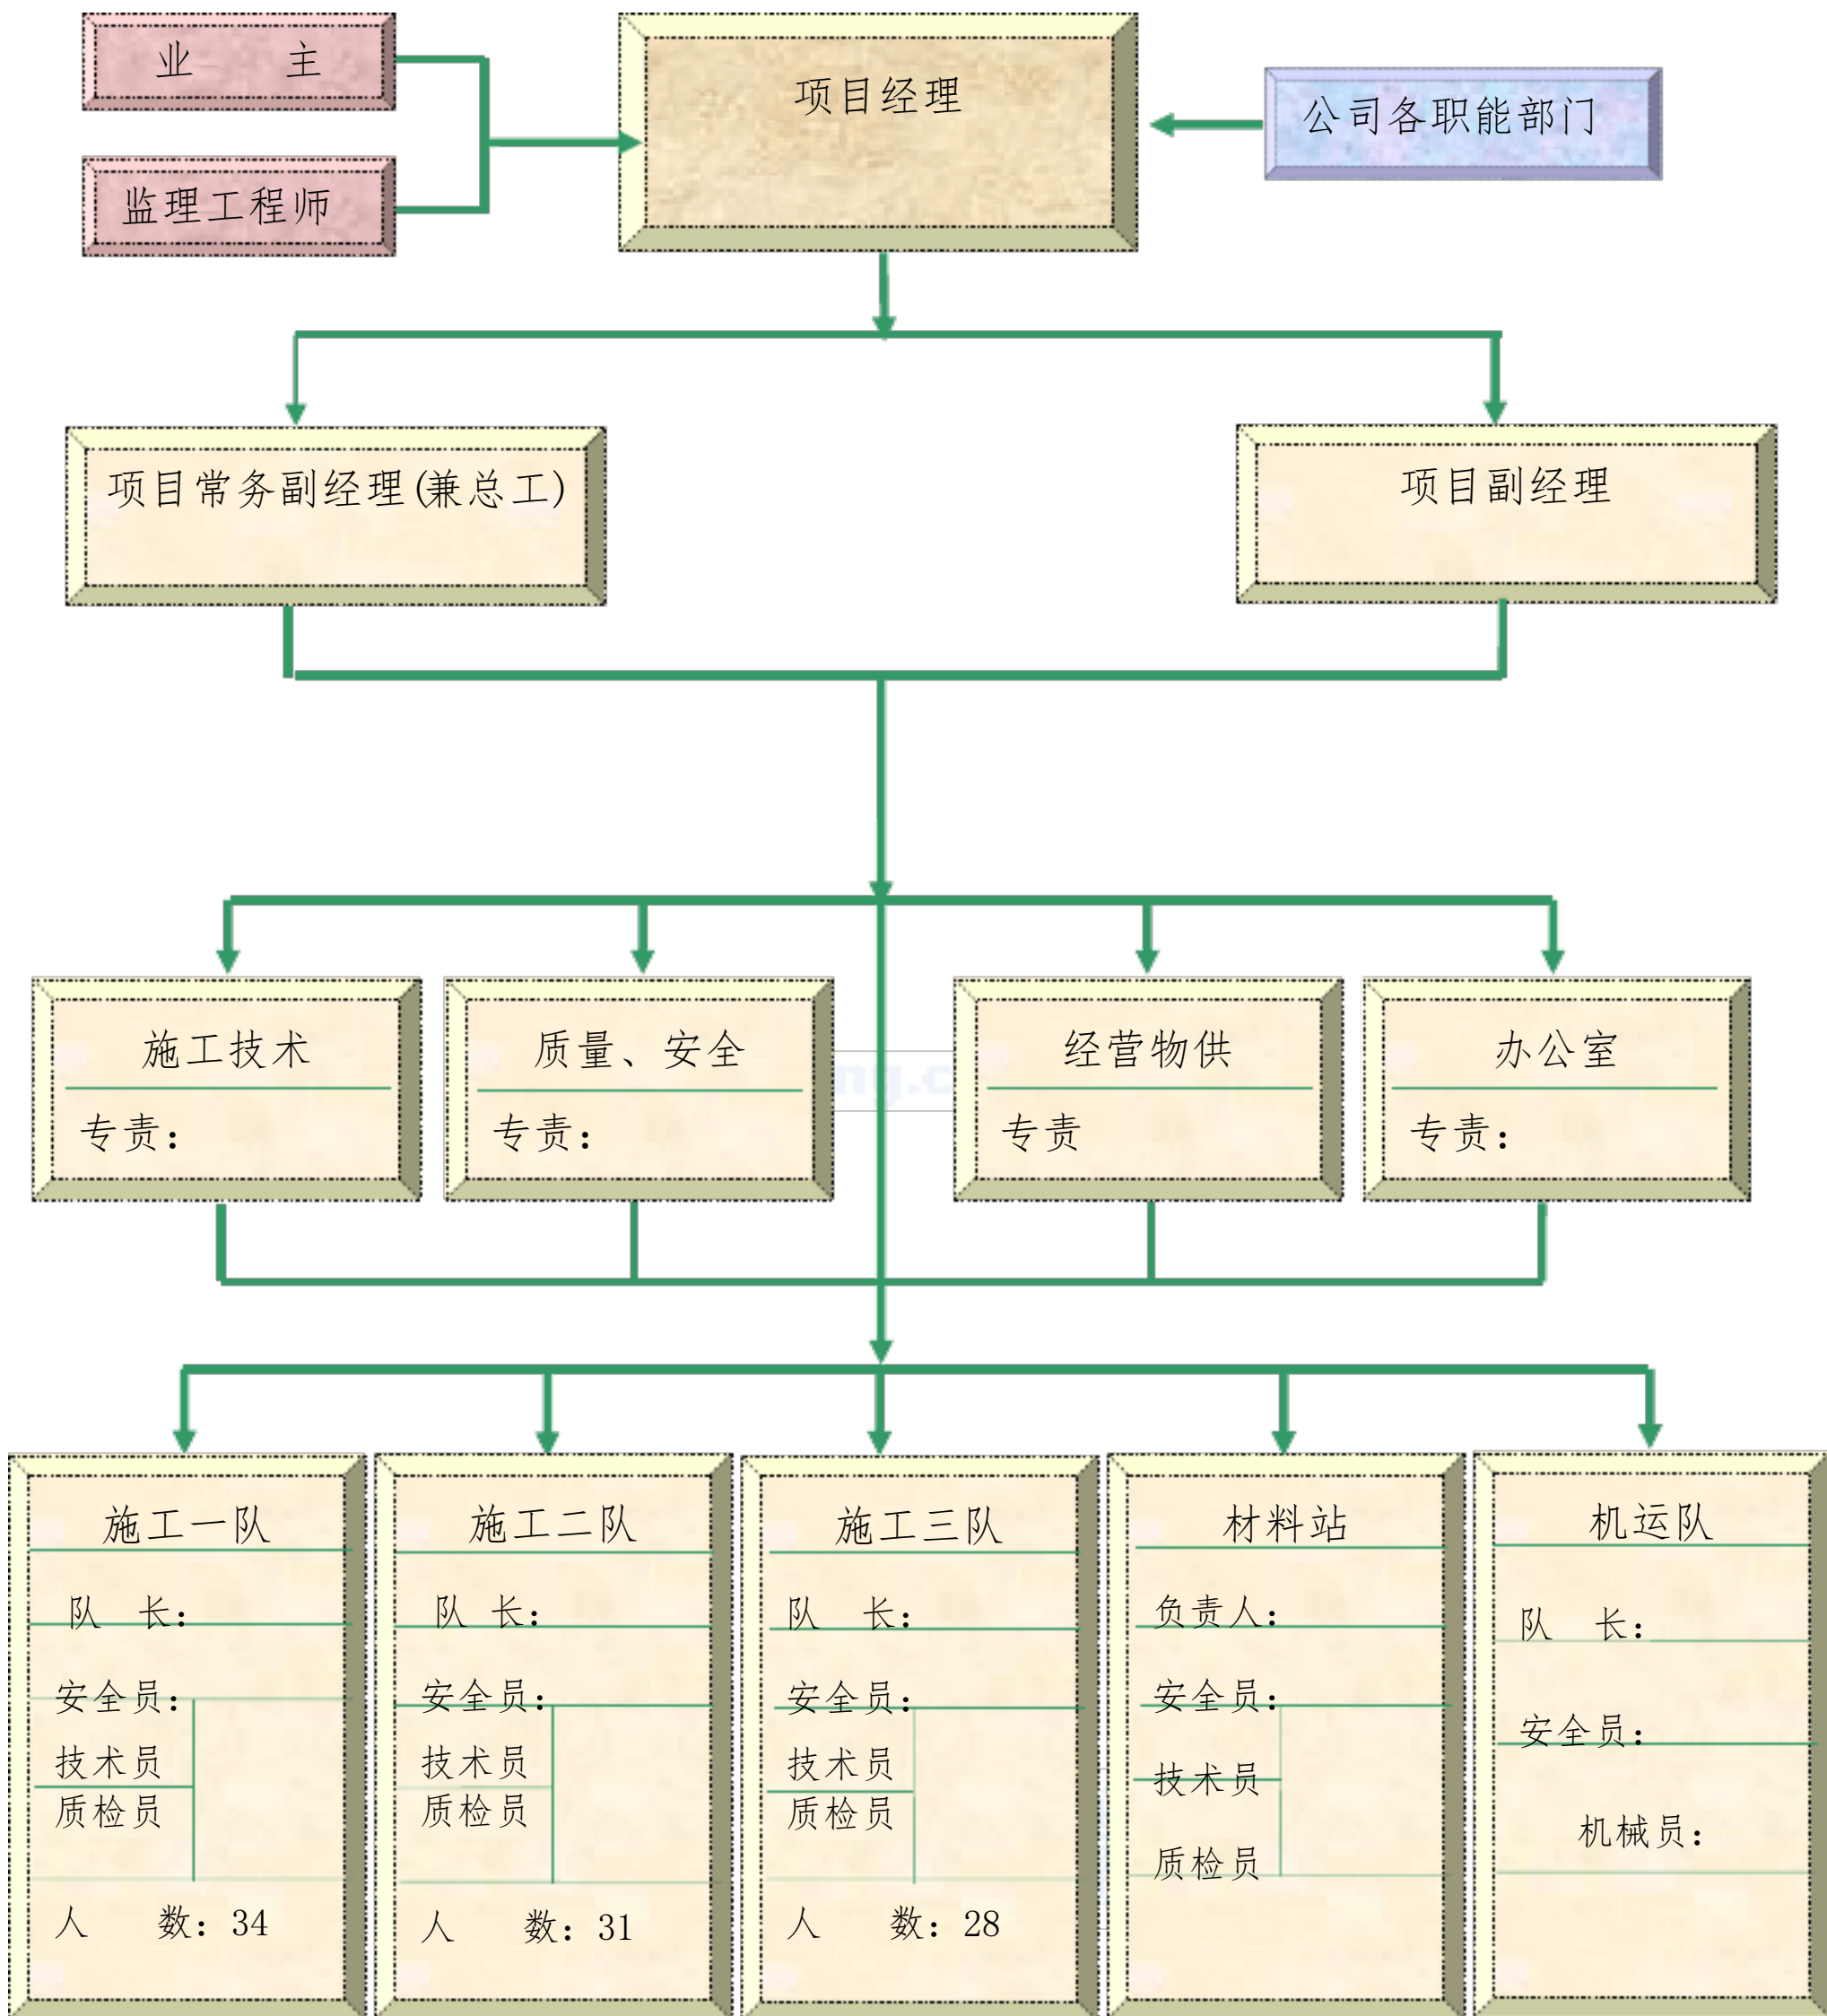 业 主
项目经理
公司各职能部门
监理工程师
项目常务副经理(兼总工)
项目副经理
施工技术
专责：
质量、安全
专责：
经营物供
专责
办公室
专责：
ng.c
施工一队
队 长：
安全员：
技术员
质检员
人 数：34
施工二队
队 长：
安全员：
技术员
质检员
人 数：31
施工三队
队 长：
安全员：
技术员
质检员
人 数：28
材料站
负责人：
安全员：
技术员
质检员
机运队
队 长：
安全员：
机械员：